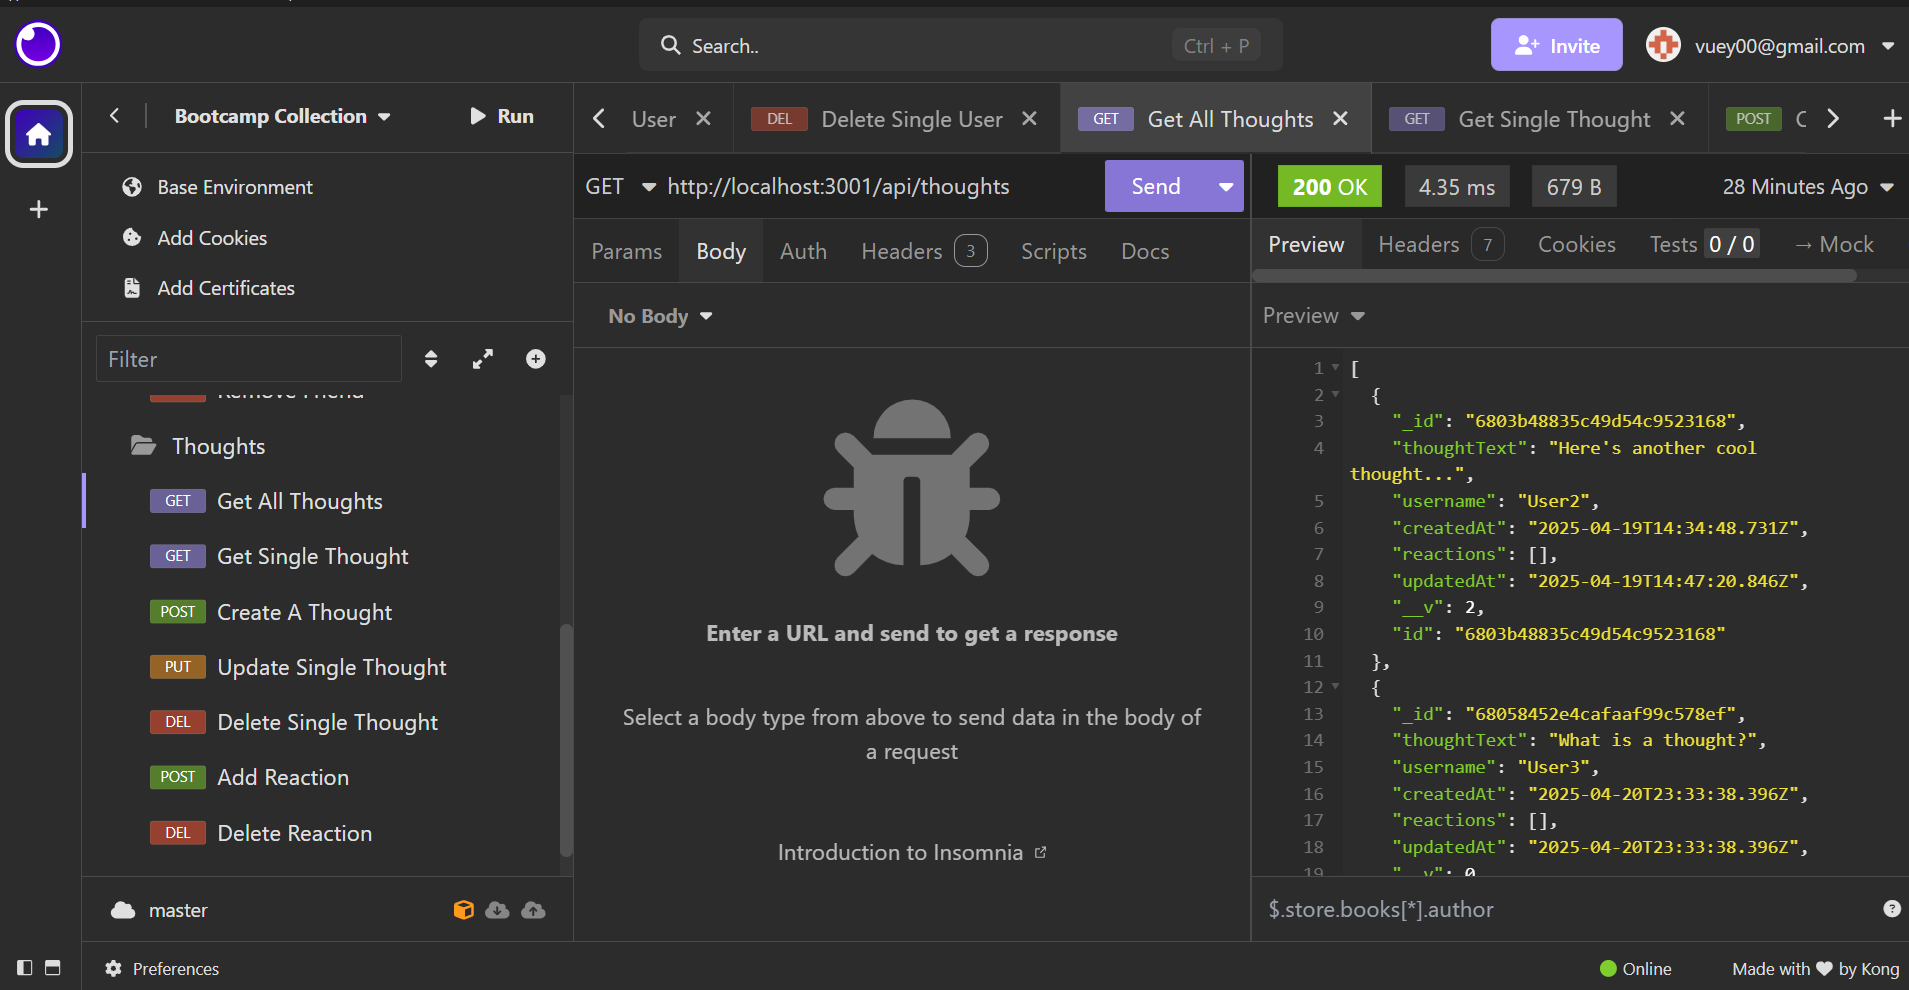 Search..
Ctrl + P
Invite
vuey00@gmail.com
Bootcamp Collection
Run
User
DEL Delete Single User
GET Get All Thoughts
GET Get Single Thought
POST
Base Environment
Add Cookies
Add Certificates
Filter
Remove Friend
Thoughts
GET Get All Thoughts
GET Get Single Thought
POST Create A Thought
PUT Update Single Thought
DEL Delete Single Thought
POST Add Reaction
DEL Delete Reaction
master
GET http://localhost:3001/api/thoughts
Send
Params Body Auth Headers 3 Scripts Docs
No Body
Enter a URL and send to get a response
Select a body type from above to send data in the body of
a request
Introduction to Insomnia
200 OK 4.35 ms 679 B 28 Minutes Ago
Preview Headers 7 Cookies Tests 0 / 0 → Mock
Preview
1 [
2 {
3 "_id": "6803b48835c49d54c9523168",
4 "thoughtText": "Here's another cool
thought...",
5 "username": "User2",
6 "createdAt": "2025-04-19T14:34:48.731Z",
7 "reactions": [],
8 "updatedAt": "2025-04-19T14:47:20.846Z",
9 "__v": 2,
10 "id": "6803b48835c49d54c9523168"
11 },
12 {
13 "_id": "68058452e4cafaaf99c578ef",
14 "thoughtText": "What is a thought?",
15 "username": "User3",
16 "createdAt": "2025-04-20T23:33:38.396Z",
17 "reactions": [],
18 "updatedAt": "2025-04-20T23:33:38.396Z",
19 "__v": 0
$.store.books[*].author
Preferences
Online
Made with ♥ by Kong